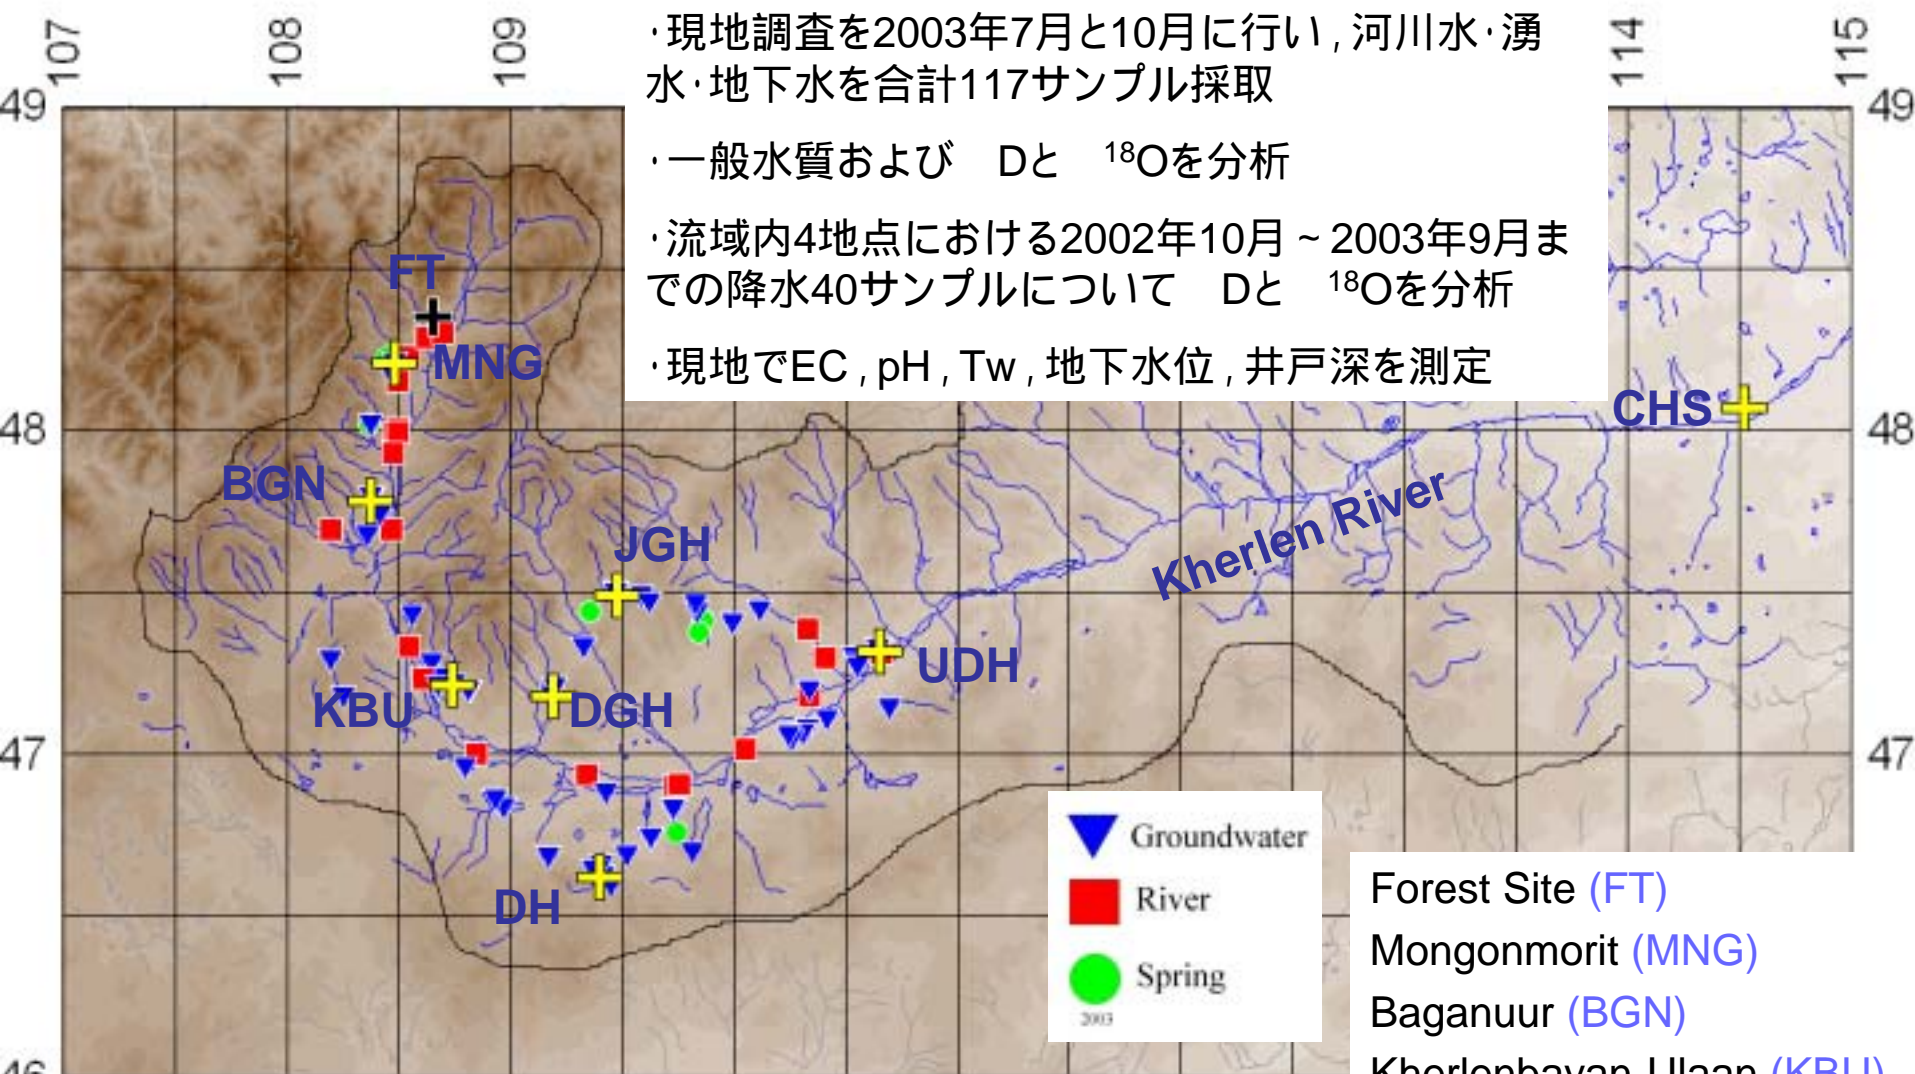 107
108
109
114
115
・現地調査を2003年7月と10月に行い,河川水・湧
水・地下水を合計117サンプル採取
・一般水質および　Dと　18Oを分析
・流域内4地点における2002年10月~2003年9月ま
での降水40サンプルについて　Dと　18Oを分析
・現地でEC,pH,Tw,地下水位,井戸深を測定
49
49
FT
MNG
CHS
48
48
BGN
Kherlen River
JGH
UDH
KBU
DGH
47
47
DH
Groundwater
River
Spring
2003
Forest Site (FT)
Mongonmorit (MNG)
Baganuur (BGN)
Kherlenbayan-Ulaan (KBU)
46